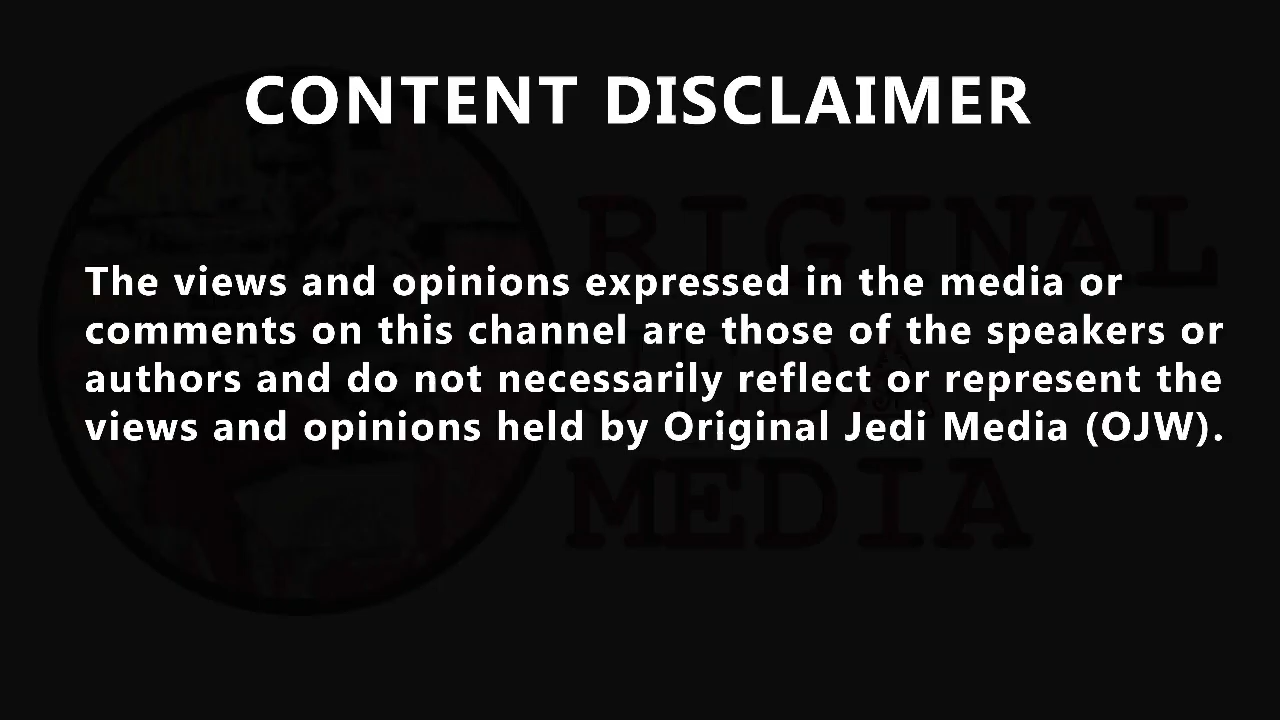 CONTENT DISCLAIMER
RIGINAL
The views and opinions expressed in the media or
comments on this channel are those of the speakers or
authors and do not necessarily reflect or represent the
views and opinions held by Original Jedi Media (OJW).
MEDIA